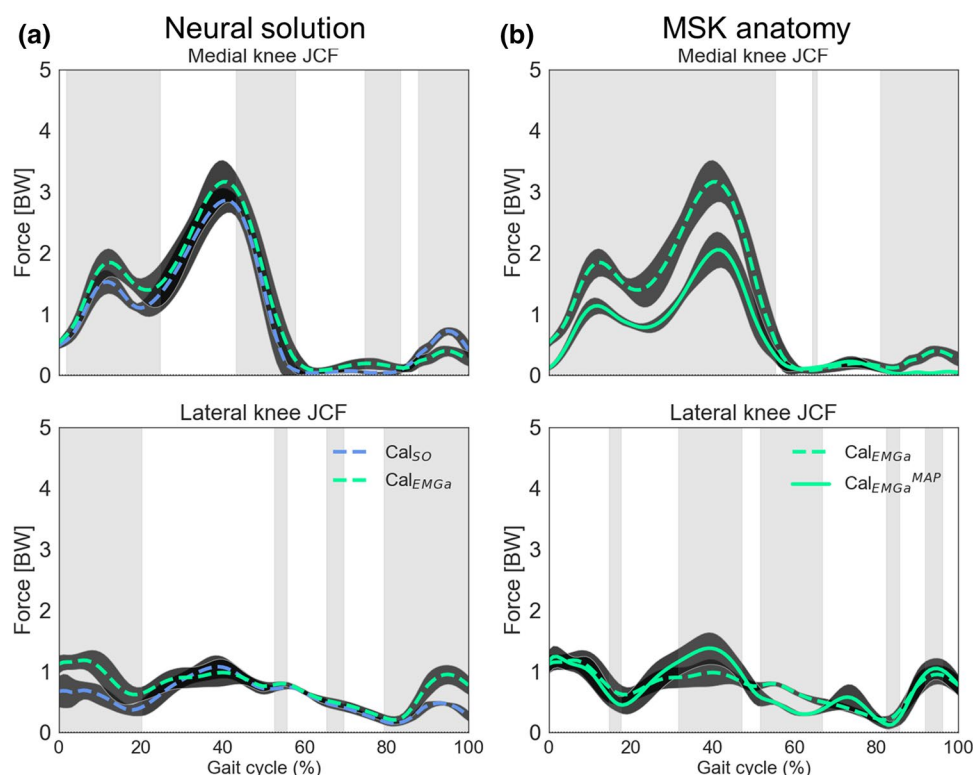 (a) Neural solution
Medial knee JCF
5
4
3
2
1
0
Force [BW]
Lateral knee JCF
5
4
3
2
1
0
Force [BW]
Cal_SO
Cal_EMGa
0 20 40 60 80 100
Gait cycle (%)
(b) MSK anatomy
Medial knee JCF
5
4
3
2
1
0
Force [BW]
Lateral knee JCF
5
4
3
2
1
0
Force [BW]
Cal_EMGa
Cal_EMGa^MAP
0 20 40 60 80 100
Gait cycle (%)